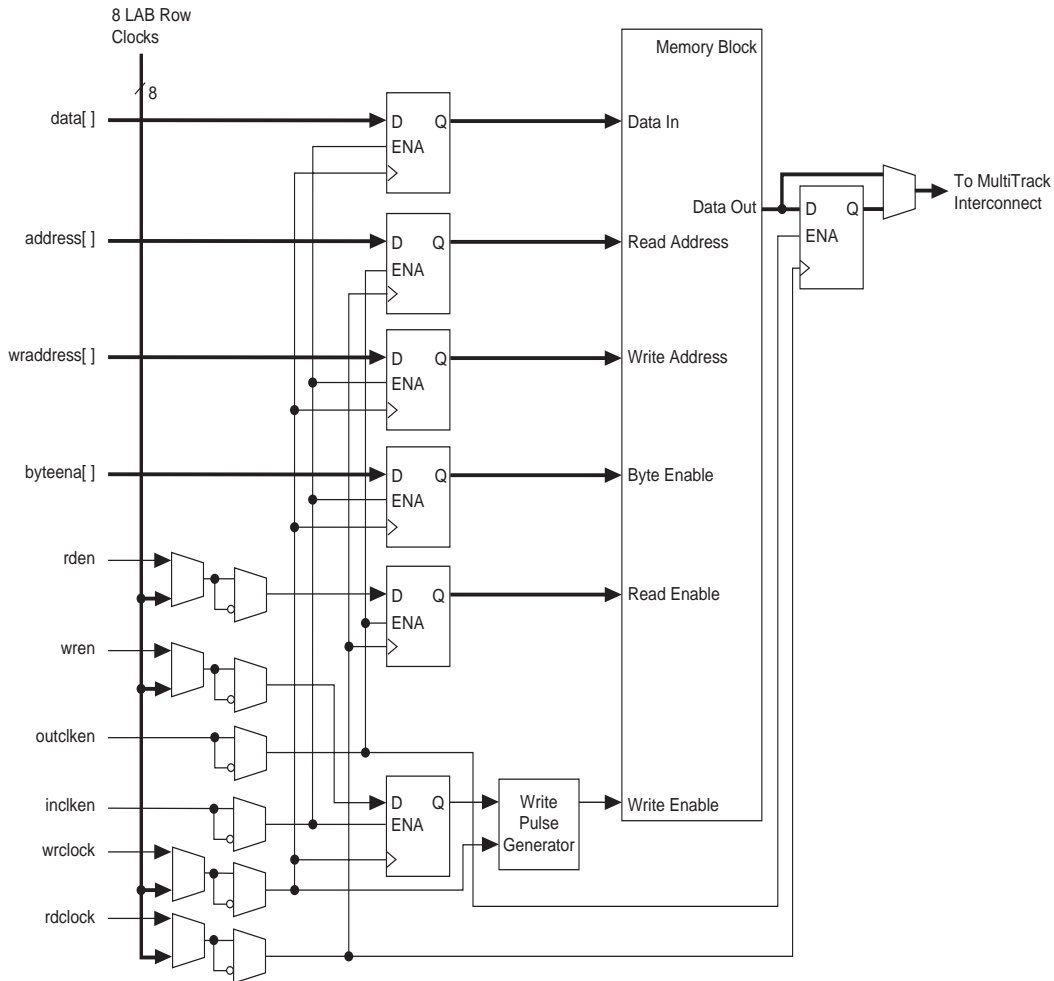 8 LAB Row
Clocks
8
Memory Block
data[ ]
D Q
ENA
Data In
To MultiTrack
Interconnect
Data Out
D Q
ENA
address[ ]
D Q
ENA
Read Address
wraddress[ ]
D Q
ENA
Write Address
byteena[ ]
D Q
ENA
Byte Enable
rden
D Q
ENA
Read Enable
wren
outclken
inclken
D Q
ENA
Write
Pulse
Generator
Write Enable
wrclock
rdclock